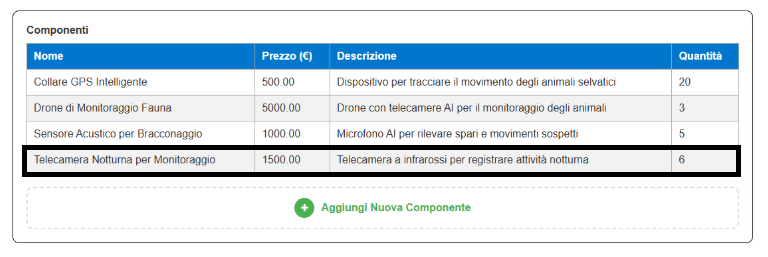 Componenti
Nome Prezzo (€) Descrizione Quantità
Collare GPS Intelligente 500.00 Dispositivo per tracciare il movimento degli animali selvatici 20
Drone di Monitoraggio Fauna 5000.00 Drone con telecamere AI per il monitoraggio degli animali 3
Sensore Acustico per Bracconaggio 1000.00 Microfono AI per rilevare spari e movimenti sospetti 5
Telecamera Notturna per Monitoraggio 1500.00 Telecamera a infrarossi per registrare attività notturna 6
+ Aggiungi Nuova Componente